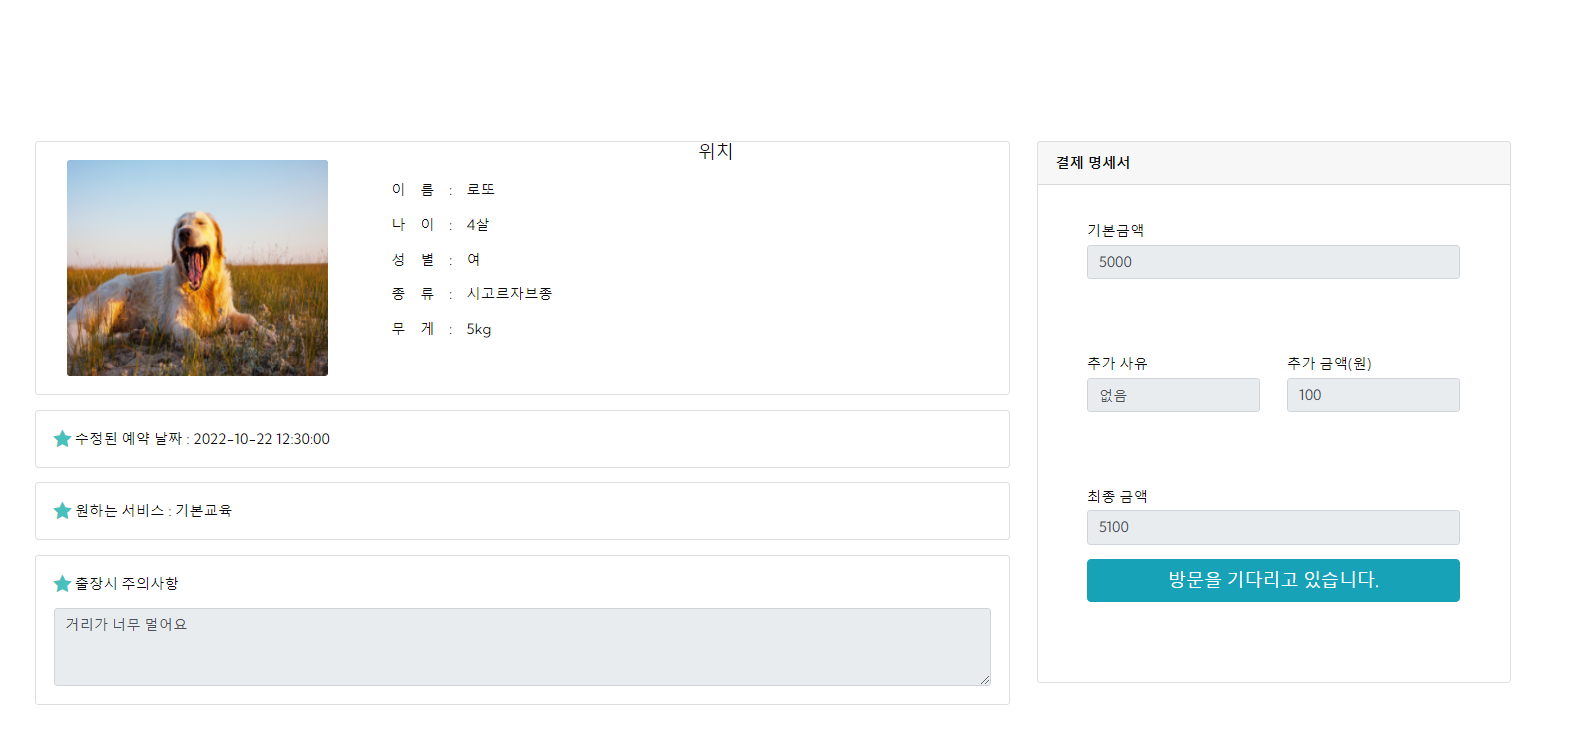 위치
이 름 : 로또
나 이 : 4살
성 별 : 여
종 류 : 시고르자브종
무 게 : 5kg
수정된 예약 날짜 : 2022-10-22 12:30:00
원하는 서비스 : 기본교육
출장시 주의사항
거리가 너무 멀어요
결제 명세서
기본금액
5000
추가 사유 추가 금액(원)
없음 100
최종 금액
5100
방문을 기다리고 있습니다.